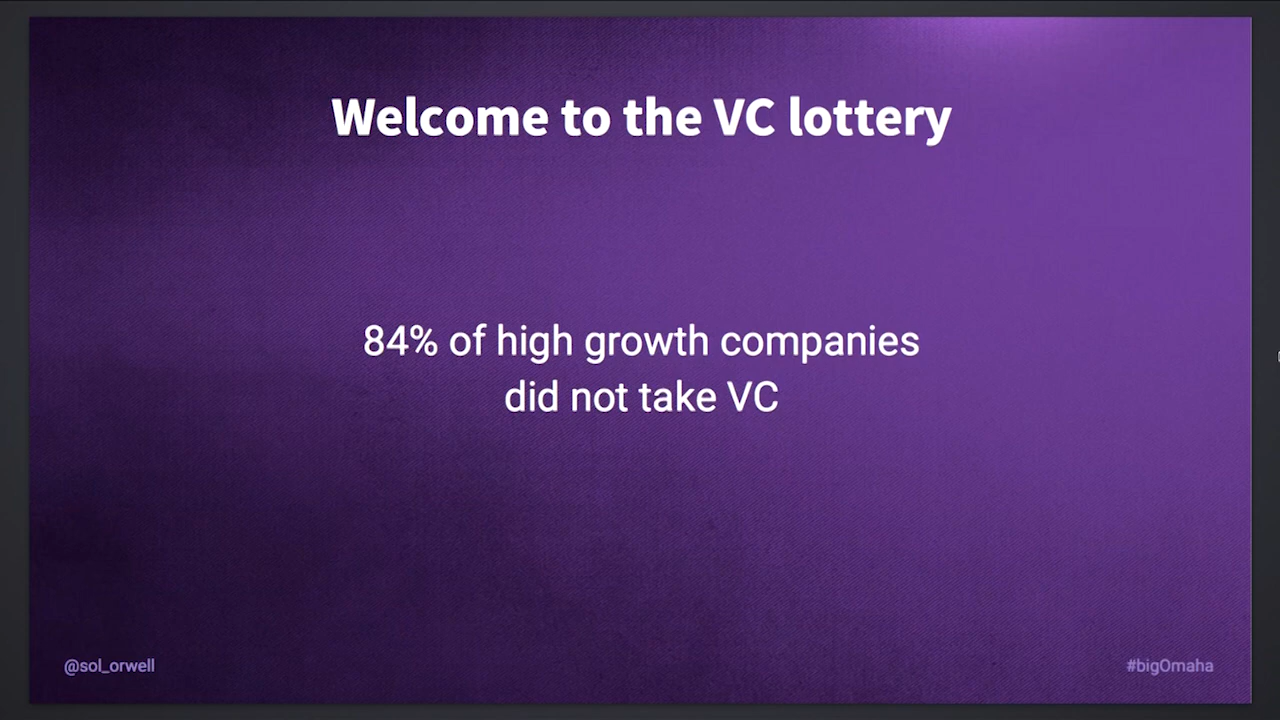 Welcome to the VC lottery
84% of high growth companies
did not take VC
@sol_orwell
#bigOmaha